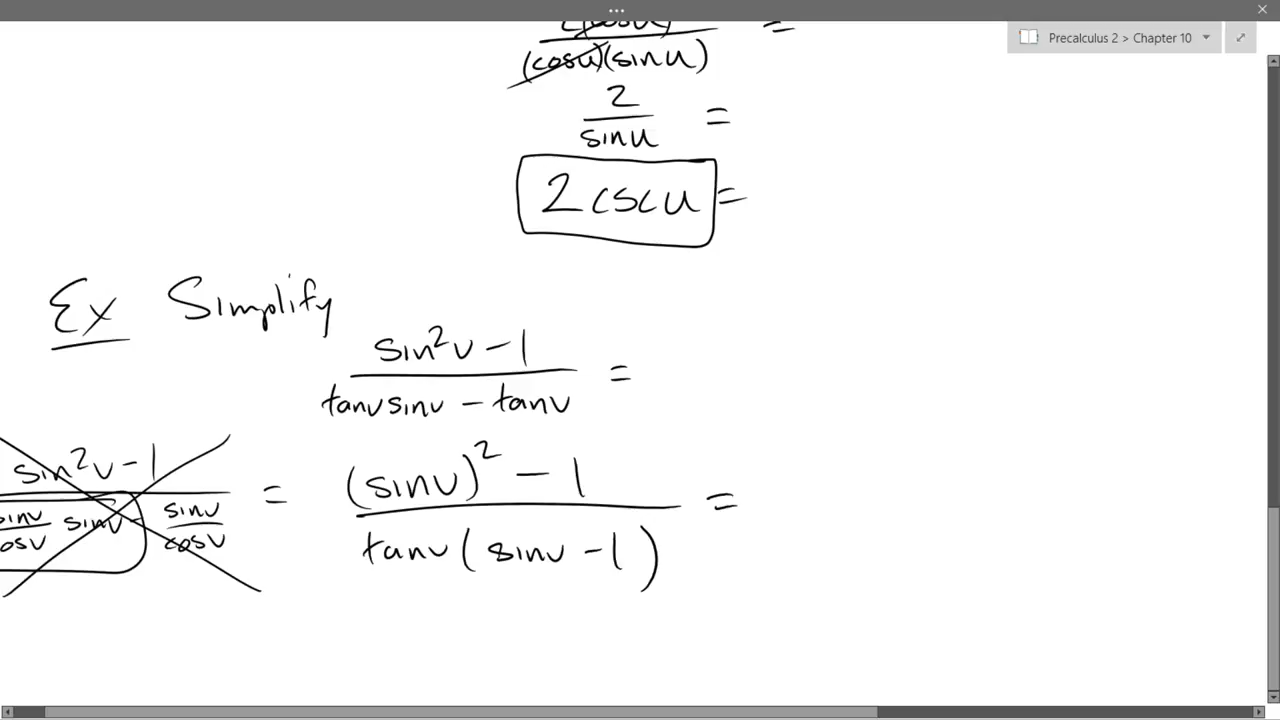 Precalculus 2 > Chapter 10
=
(cosu)(sinu)
2
=
sinu
2cscu =
Ex Simplify
sin²v - 1
=
tanvsinv - tanv
sin²v - 1
sinv
cosv
sinv -
sinv
cosv
=
(sinv)² - 1
=
tanv(sinv - 1)